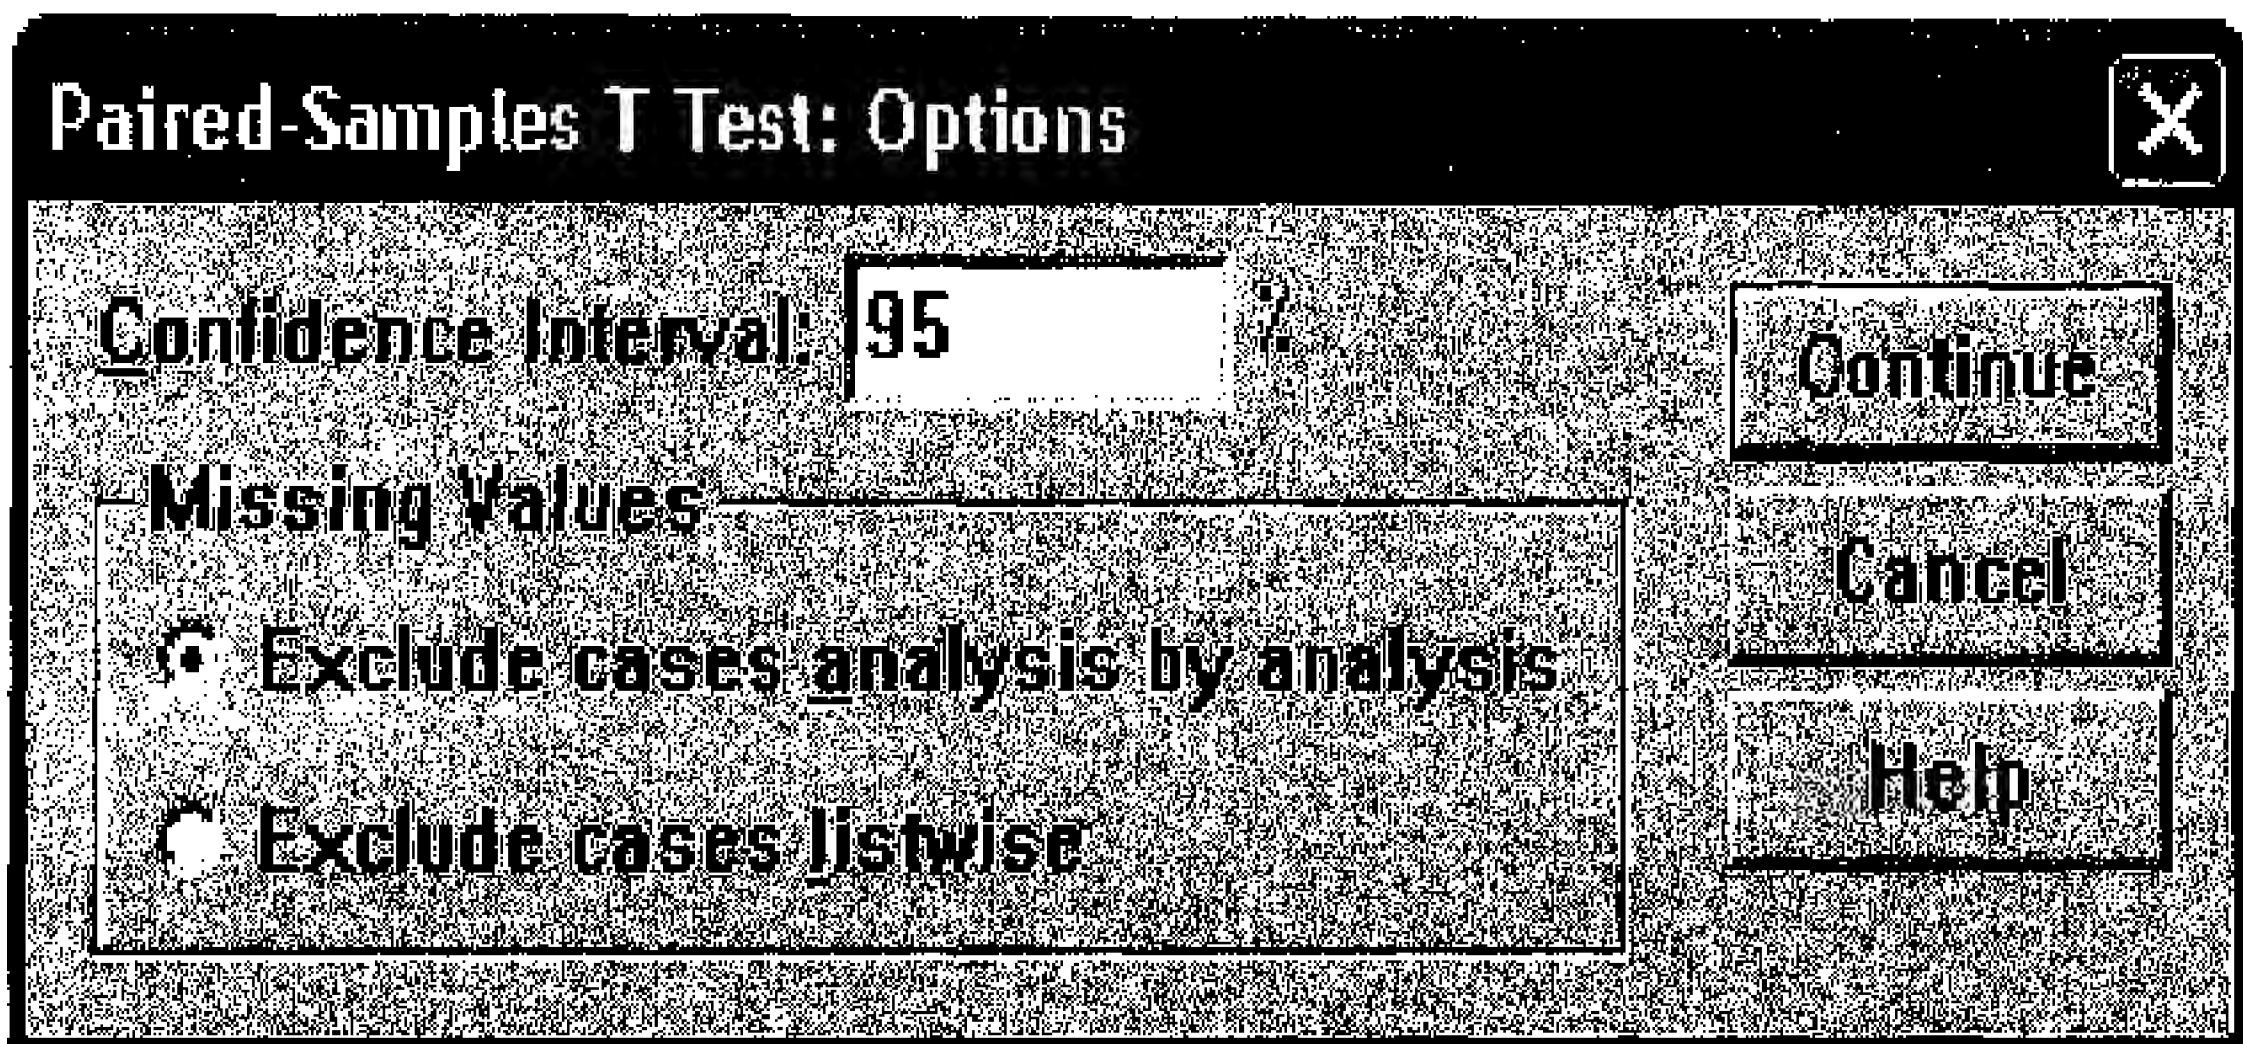 Paired-Samples T Test: Options
Confidence Interval: 95 %
Continue
Missing Values
Cancel
Exclude cases analysis by analysis
Help
Exclude cases listwise